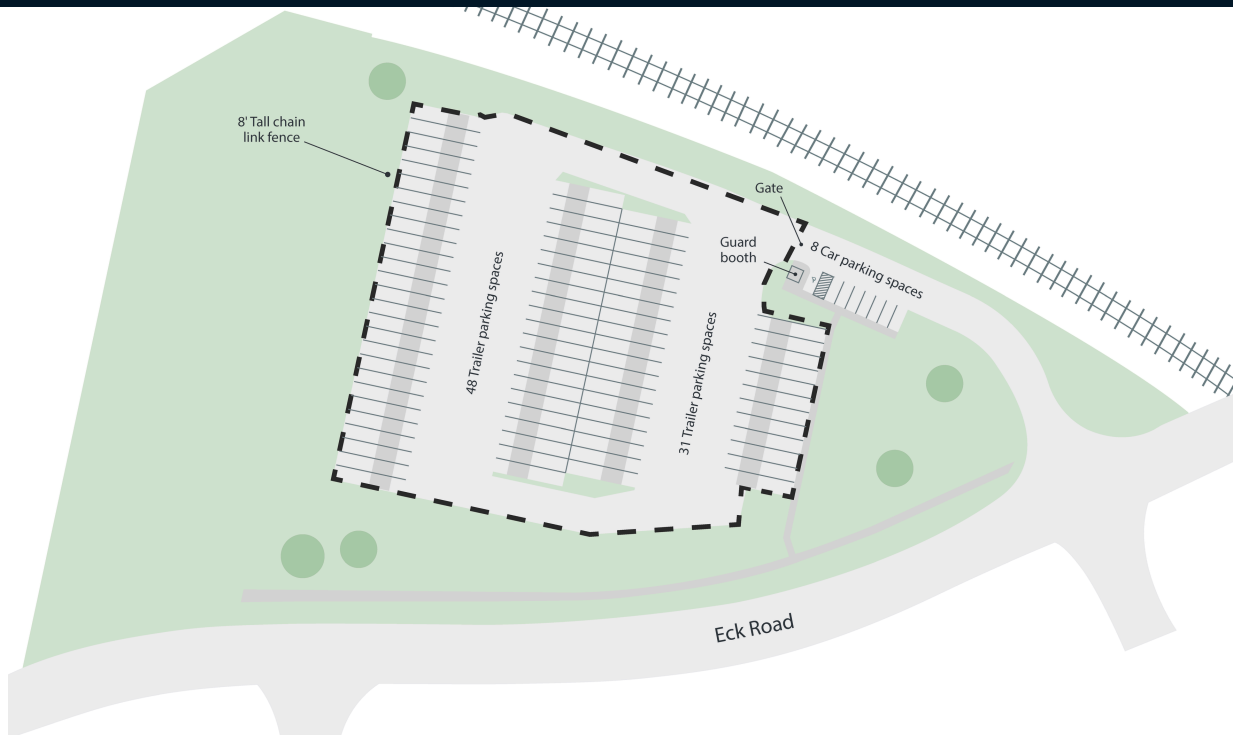 8' Tall chain
link fence
Gate
Guard
booth
8 Car parking spaces
48 Trailer parking spaces
31 Trailer parking spaces
Eck Road